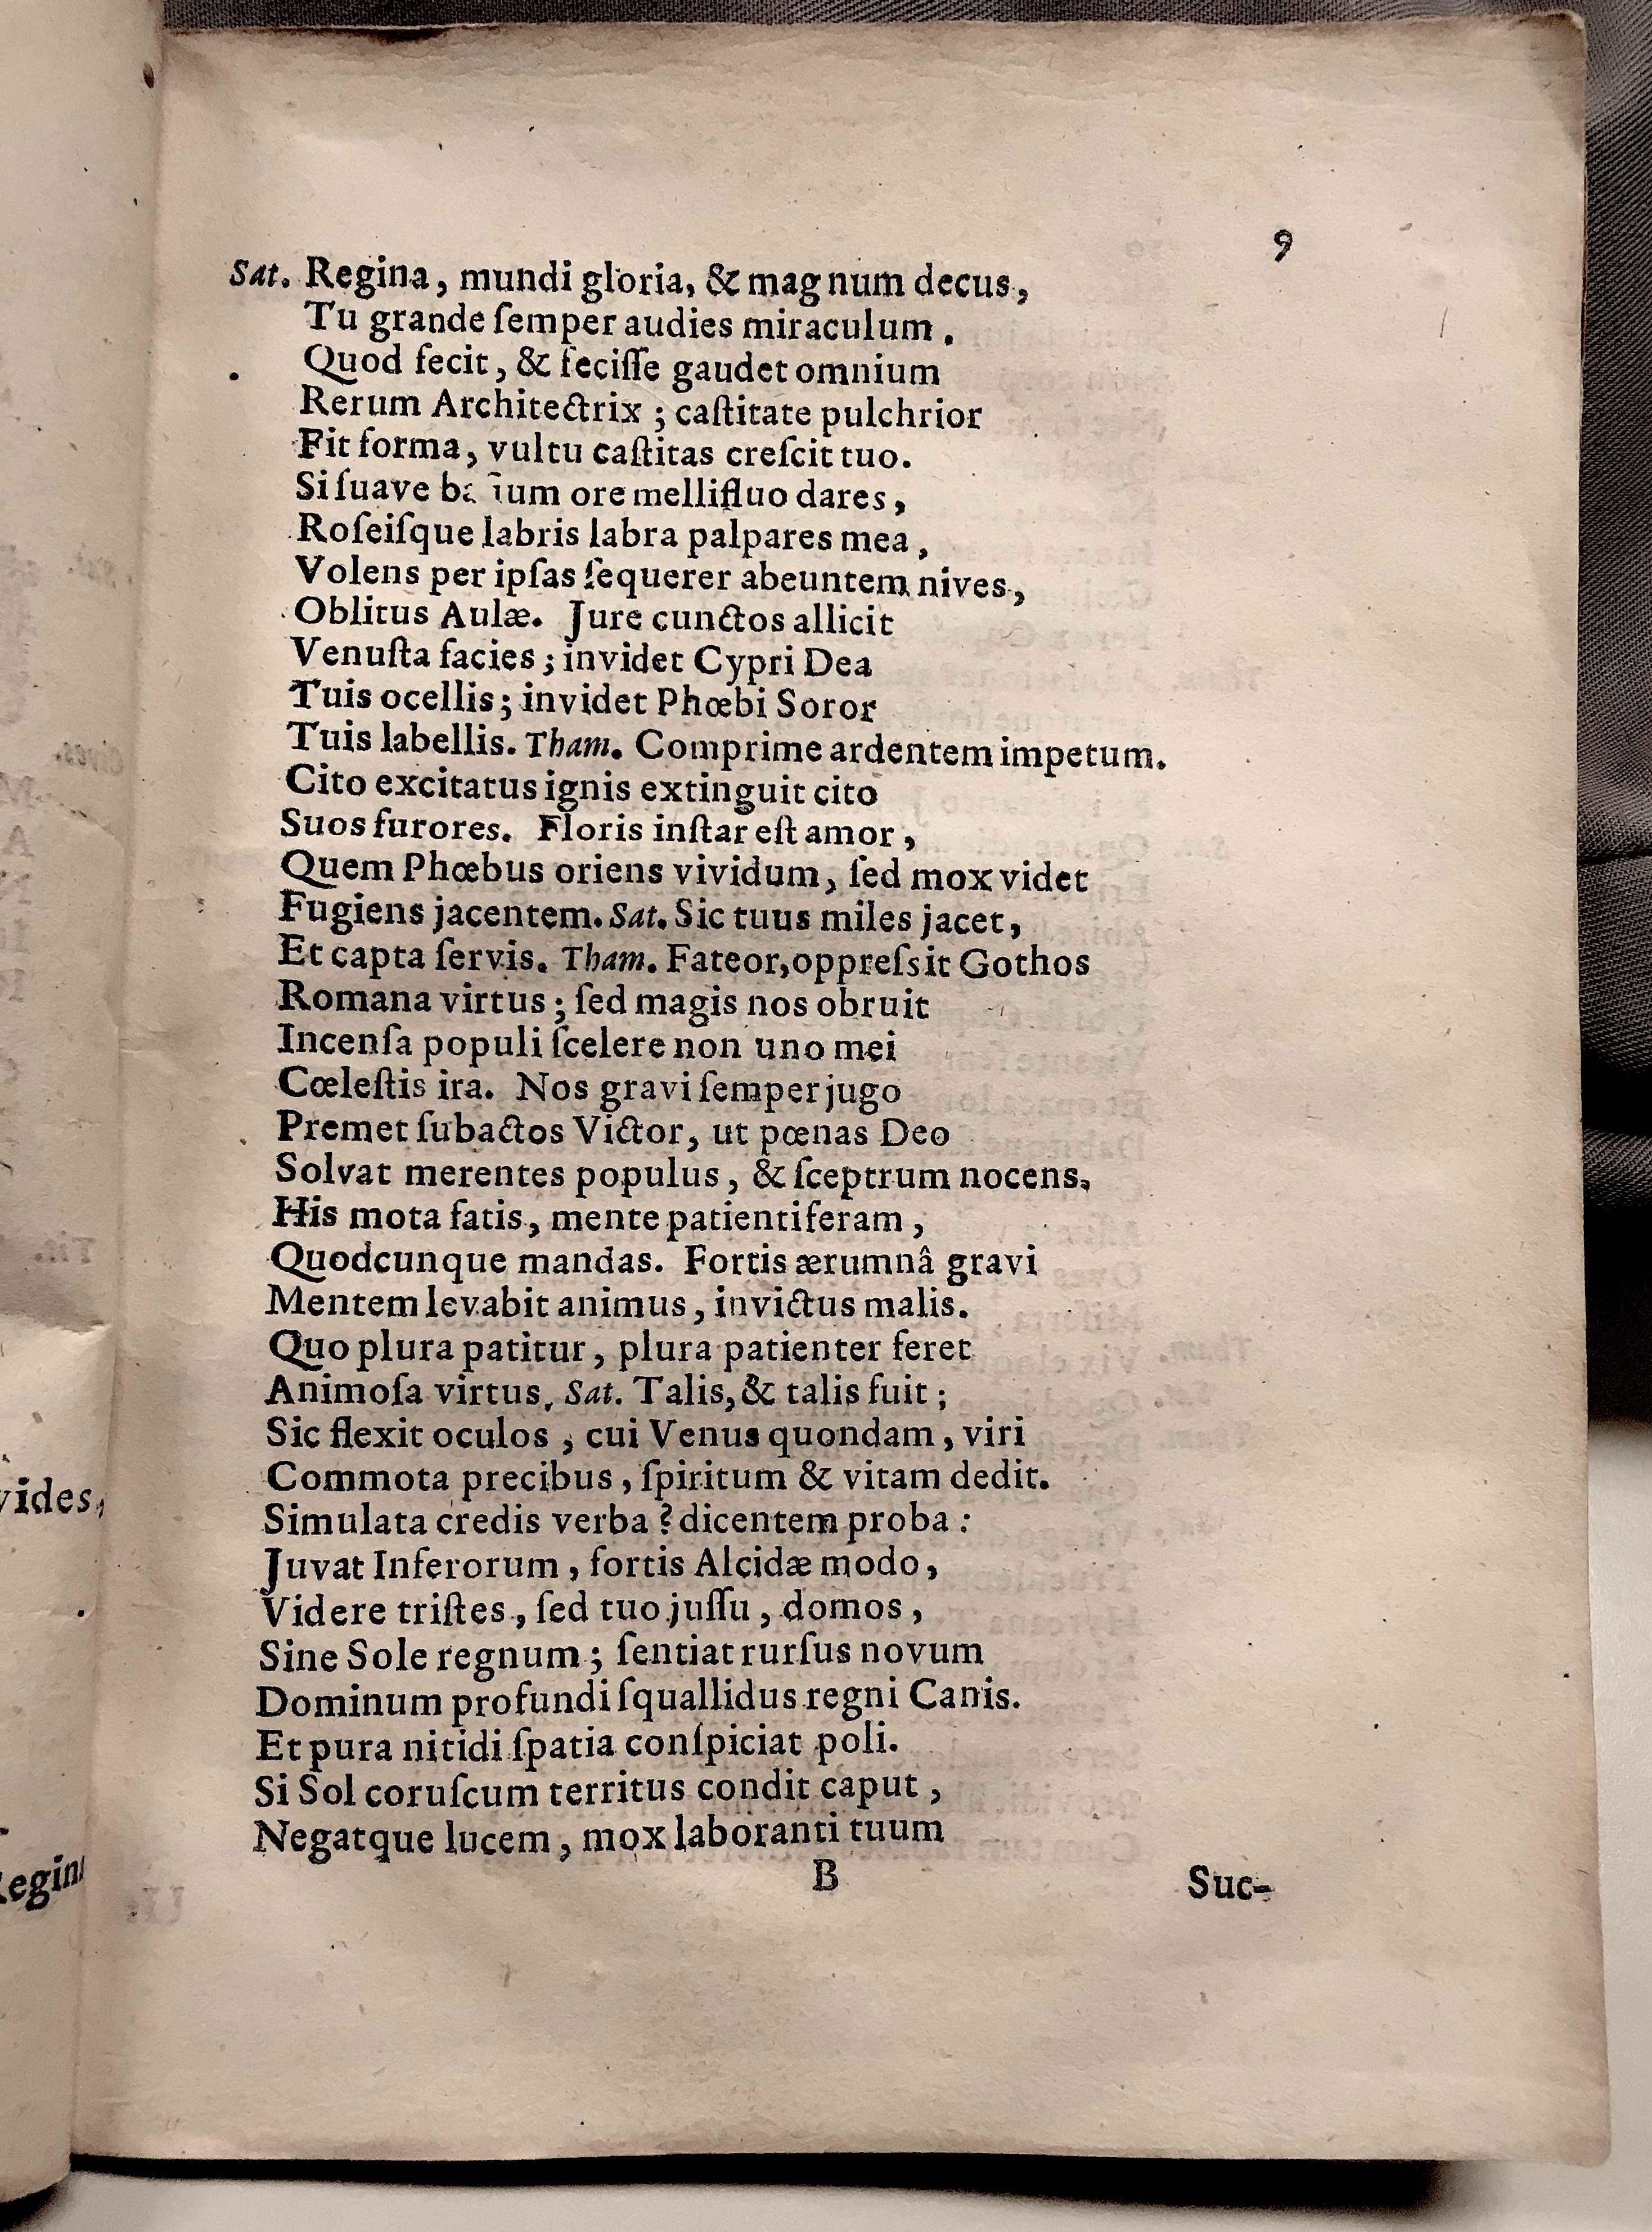 9
Sat. Regina, mundi gloria, & magnum decus,
Tu grande ſemper audies miraculum.
Quod fecit, & feciſſe gaudet omnium
Rerum Architectrix; caſtitate pulchrior
Fit forma, vultu caſtitas creſcit tuo.
Si ſuave ore mellifluo dares,
Roſeiſque labris labra palpares mea,
Volens per ipſas ſequerer abeuntem nives,
Oblitus Aulæ. Jure cunctos allicit
Venuſta facies; invidet Cypri Dea
Tuis ocellis; invidet Phœbi Soror
Tuis labellis. Tham. Comprime ardentem impetum.
Cito excitatus ignis extinguit cito
Suos furores. Floris inſtar eſt amor,
Quem Phœbus oriens vividum, ſed mox videt
Fugiens jacentem. Sat. Sic tuus miles jacet,
Et capta ſervis. Tham. Fateor, oppreſsit Gothos
Romana virtus; ſed magis nos obruit
Incenſa populi ſcelere non uno mei
Cœleſtis ira. Nos gravi ſemper jugo
Premet ſubactos Victor, ut pœnas Deo
Solvat merentes populus, & ſceptrum nocens,
His mota fatis, mente patienti feram,
Quodcunque mandas. Fortis ærumnâ gravi
Mentem levabit animus, invictus malis.
Quo plura patitur, plura patienter feret
Animoſa virtus. Sat. Talis, & talis fuit;
Sic flexit oculos, cui Venus quondam, viri
Commota precibus, ſpiritum & vitam dedit.
Simulata credis verba? dicentem proba:
Juvat Inferorum, fortis Alcidæ modo,
Videre triſtes, ſed tuo juſſu, domos,
Sine Sole regnum; ſentiat rurſus novum
Dominum profundi ſquallidus regni Canis.
Et pura nitidi ſpatia conſpiciat poli.
Si Sol coruſcum territus condit caput,
Negatque lucem, mox laboranti tuum
B
Suc-
vides,